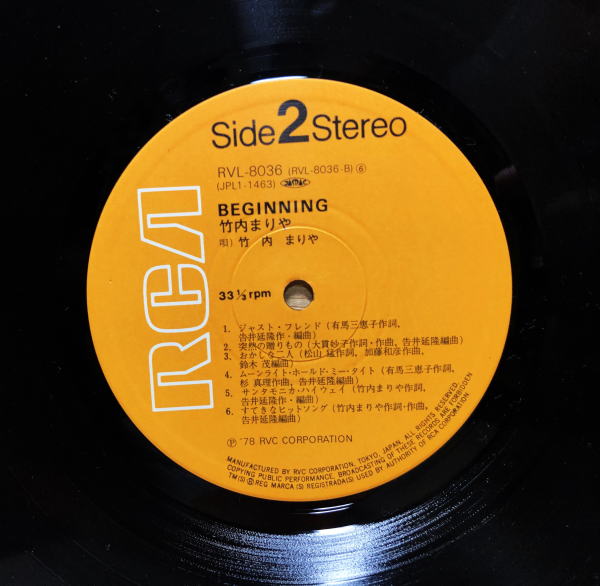 Side 2 Stereo
RVL-8036 (RVL-8036-B) ⑥
(JPL1-1463) JASRAC
BEGINNING
竹内まりや
唄) 竹 内 まりや
RCA
33 1/3 rpm
1. ジャスト・フレンド (有馬三恵子作詞、
告井延隆作・編曲)
2. 突然の贈りもの (大貫妙子作詞・作曲、告井延隆編曲)
3. おかしな二人 (松山 猛作詞、加藤和彦作曲、
鈴木 茂編曲)
4. ムーンライト・ホールド・ミー・タイト (有馬三恵子作詞、
杉 真理作曲、告井延隆編曲)
5. サンタモニカ・ハイウェイ (竹内まりや作詞、
告井延隆作・編曲)
6. すてきなヒットソング (竹内まりや作詞・作曲、
告井延隆編曲)
Ⓟ '78 RVC CORPORATION
MANUFACTURED BY RVC CORPORATION, TOKYO, JAPAN, ALL RIGHTS RESERVED.
COPYING PUBLIC PERFORMANCE, BROADCASTING OF THESE RECORDS ARE FORBIDDEN
TM(S) Ⓡ REG MARCA(S) REGISTRADA(S) USED BY AUTHORITY OF RCA CORPORATION.